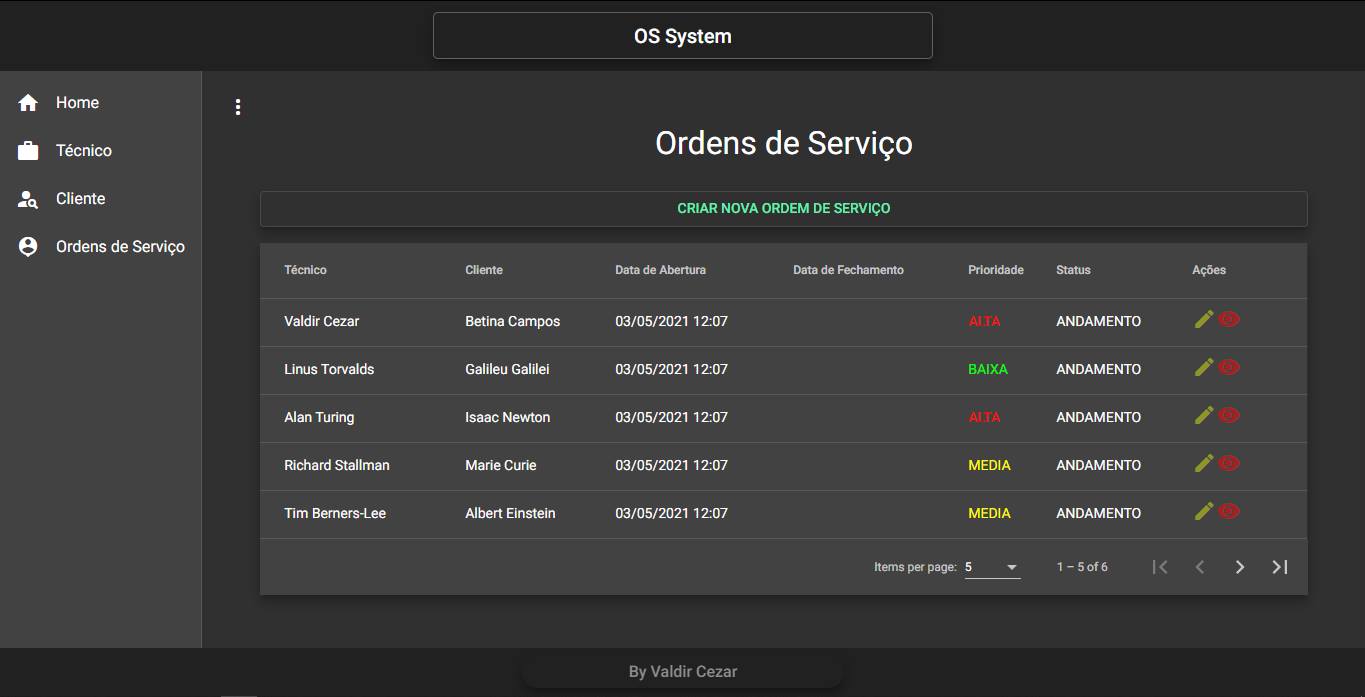 OS System
Home
Técnico
Cliente
Ordens de Serviço
Ordens de Serviço
CRIAR NOVA ORDEM DE SERVIÇO
Técnico Cliente Data de Abertura Data de Fechamento Prioridade Status Ações
Valdir Cezar Betina Campos 03/05/2021 12:07 ALTA ANDAMENTO
Linus Torvalds Galileu Galilei 03/05/2021 12:07 BAIXA ANDAMENTO
Alan Turing Isaac Newton 03/05/2021 12:07 ALTA ANDAMENTO
Richard Stallman Marie Curie 03/05/2021 12:07 MEDIA ANDAMENTO
Tim Berners-Lee Albert Einstein 03/05/2021 12:07 MEDIA ANDAMENTO
Items per page: 5 1 – 5 of 6
By Valdir Cezar